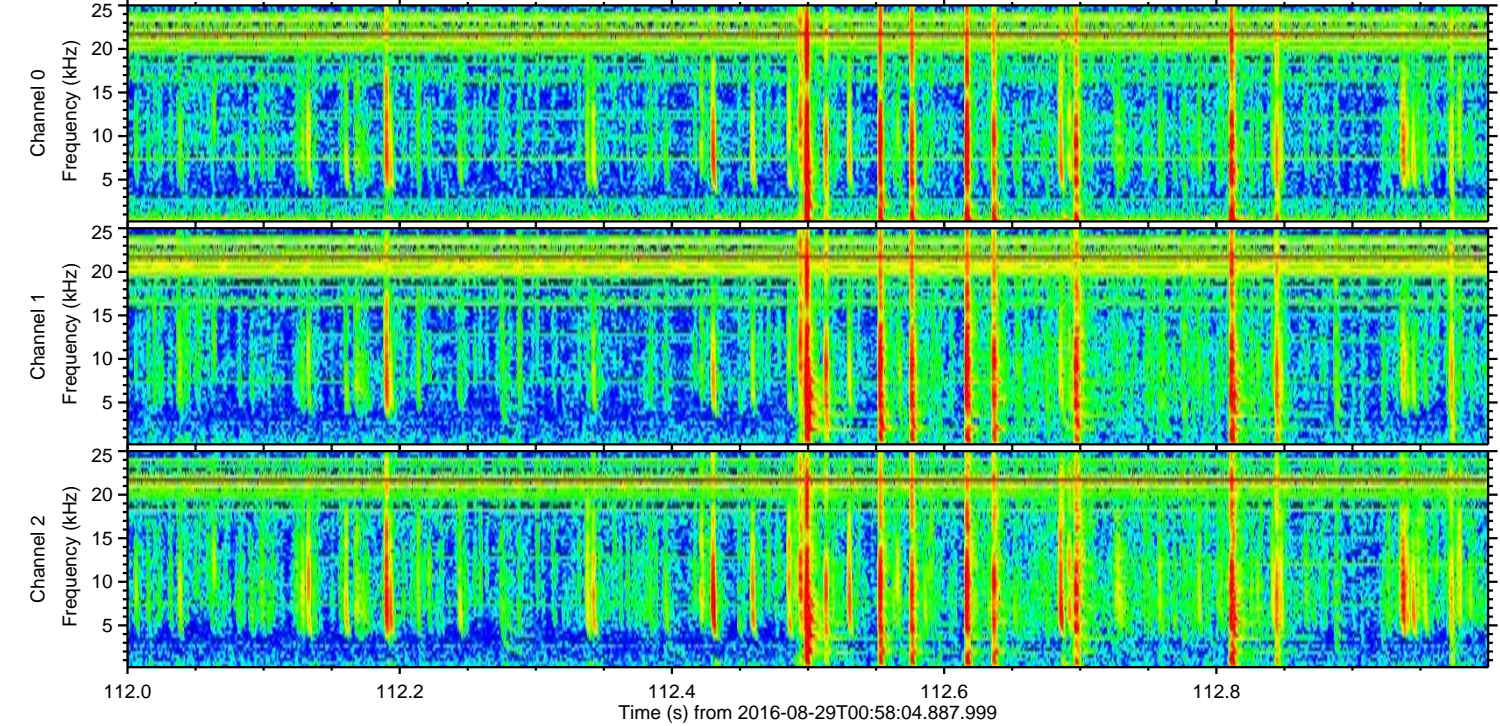 25
20
15
10
5
Channel 0
Frequency (kHz)
25
20
15
10
5
Channel 1
Frequency (kHz)
25
20
15
10
5
Channel 2
Frequency (kHz)
112.0 112.2 112.4 112.6 112.8
Time (s) from 2016-08-29T00:58:04.887.999